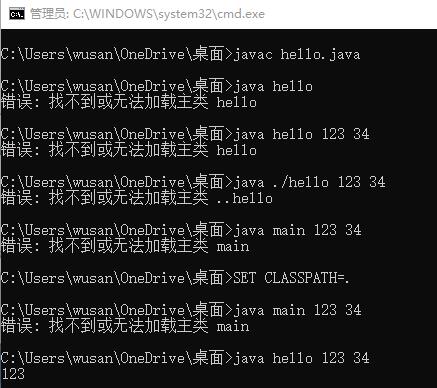 管理员: C:\WINDOWS\system32\cmd.exe
C:\Users\wusan\OneDrive\桌面>javac hello.java
C:\Users\wusan\OneDrive\桌面>java hello
错误: 找不到或无法加载主类 hello
C:\Users\wusan\OneDrive\桌面>java hello 123 34
错误: 找不到或无法加载主类 hello
C:\Users\wusan\OneDrive\桌面>java ./hello 123 34
错误: 找不到或无法加载主类 ..hello
C:\Users\wusan\OneDrive\桌面>java main 123 34
错误: 找不到或无法加载主类 main
C:\Users\wusan\OneDrive\桌面>SET CLASSPATH=.
C:\Users\wusan\OneDrive\桌面>java main 123 34
错误: 找不到或无法加载主类 main
C:\Users\wusan\OneDrive\桌面>java hello 123 34
123